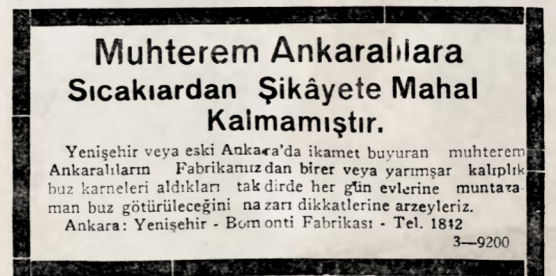 Muhterem Ankaralılara
Sıcakıardan Şikâyete Mahal
Kalmamıştır.
Yenişehir veya eski Ankara'da ikamet buyuran muhterem
Ankaralıların Fabrikamızdan birer veya yarımşar kalıplık
buz karneleri aldıkları takdirde her gün evlerine muntaza-
man buz götürüleceğini nazarı dikkatlerine arzeyleriz.
Ankara: Yenişehir - Bomonti Fabrikası - Tel. 1842
3—9200